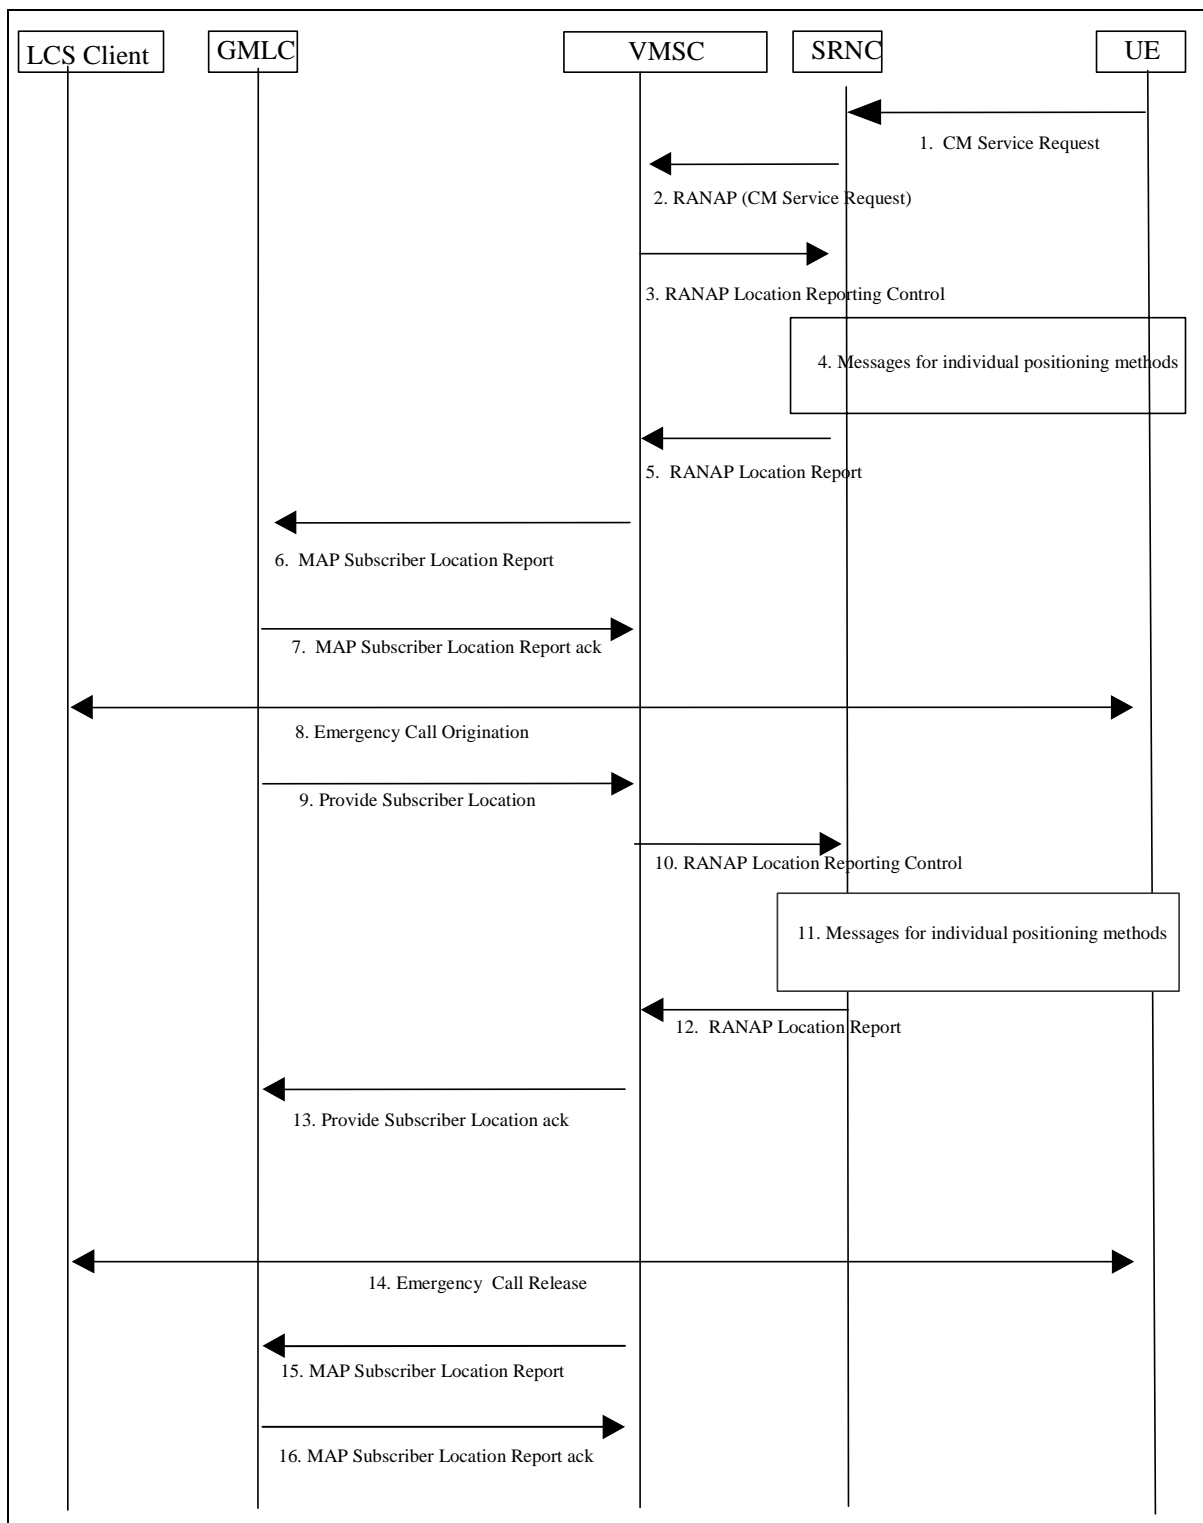 LCS Client
GMLC
VMSC
SRNC
UE
1. CM Service Request
2. RANAP (CM Service Request)
3. RANAP Location Reporting Control
4. Messages for individual positioning methods
5. RANAP Location Report
6. MAP Subscriber Location Report
7. MAP Subscriber Location Report ack
8. Emergency Call Origination
9. Provide Subscriber Location
10. RANAP Location Reporting Control
11. Messages for individual positioning methods
12. RANAP Location Report
13. Provide Subscriber Location ack
14. Emergency Call Release
15. MAP Subscriber Location Report
16. MAP Subscriber Location Report ack